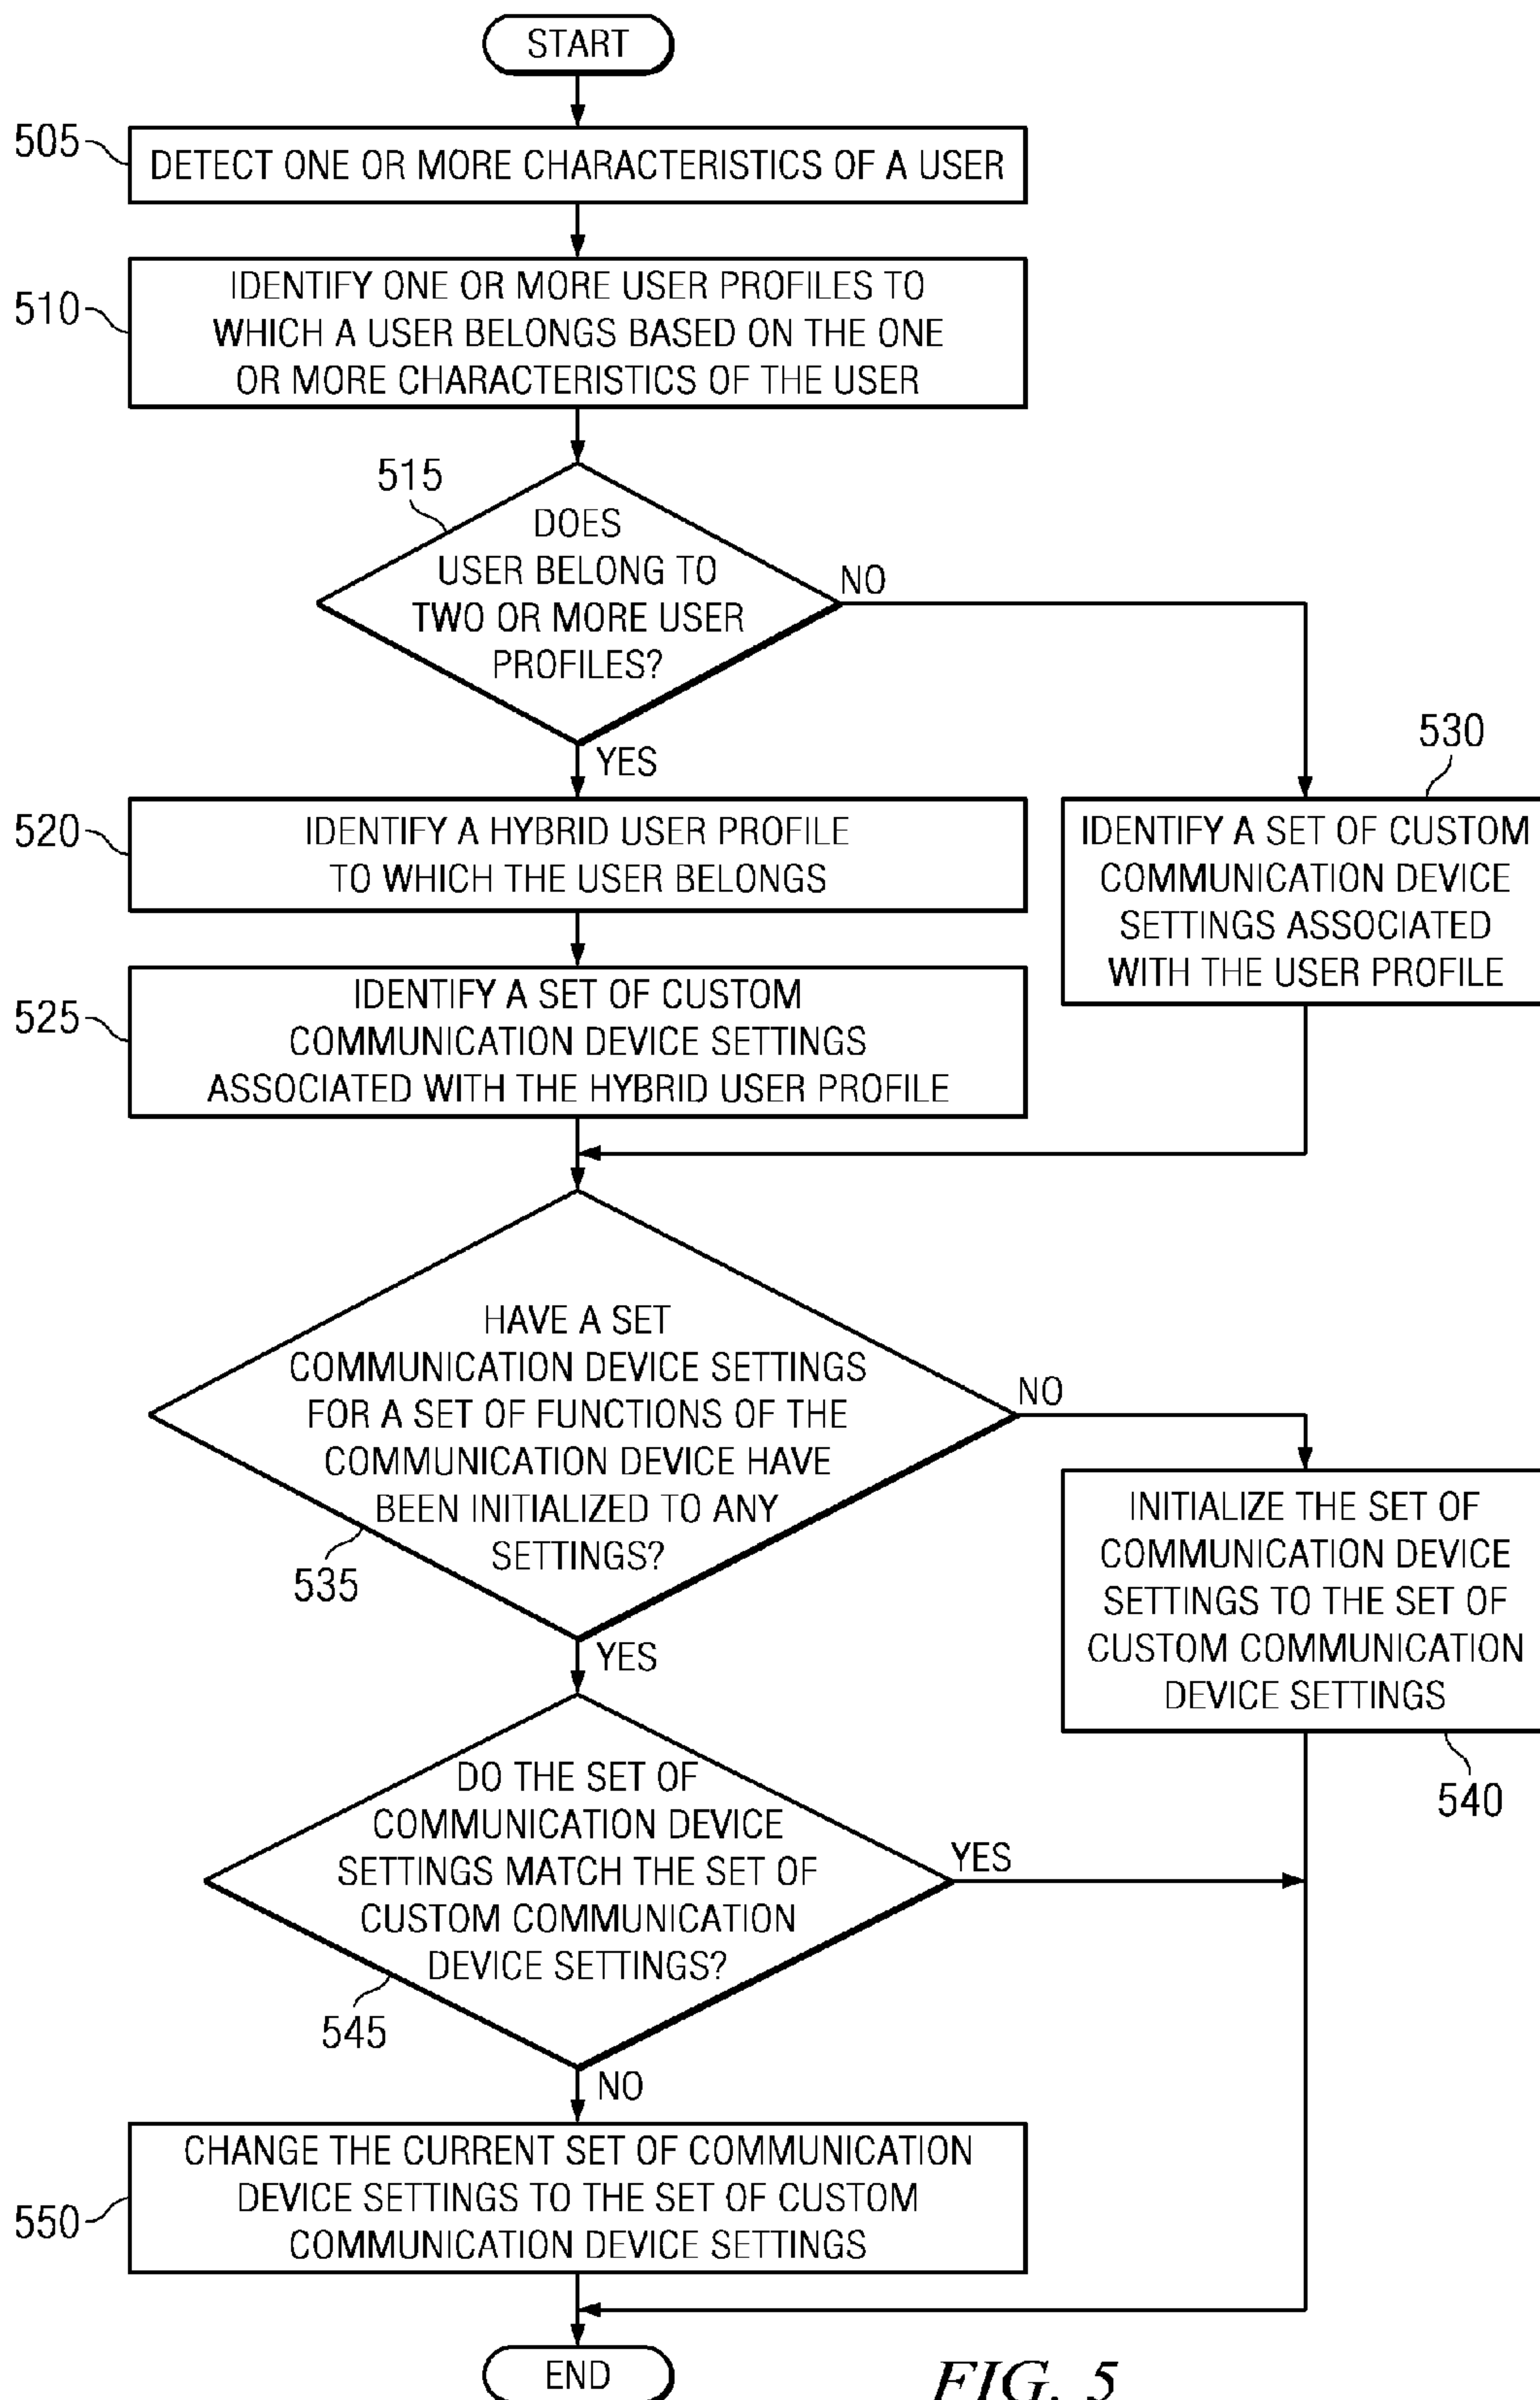 START
505
DETECT ONE OR MORE CHARACTERISTICS OF A USER
510
IDENTIFY ONE OR MORE USER PROFILES TO
WHICH A USER BELONGS BASED ON THE ONE
OR MORE CHARACTERISTICS OF THE USER
515
DOES
USER BELONG TO
TWO OR MORE USER
PROFILES?
NO
YES
520
IDENTIFY A HYBRID USER PROFILE
TO WHICH THE USER BELONGS
530
IDENTIFY A SET OF CUSTOM
COMMUNICATION DEVICE
SETTINGS ASSOCIATED
WITH THE USER PROFILE
525
IDENTIFY A SET OF CUSTOM
COMMUNICATION DEVICE SETTINGS
ASSOCIATED WITH THE HYBRID USER PROFILE
HAVE A SET
COMMUNICATION DEVICE SETTINGS
FOR A SET OF FUNCTIONS OF THE
COMMUNICATION DEVICE HAVE
BEEN INITIALIZED TO ANY
SETTINGS?
535
NO
YES
INITIALIZE THE SET OF
COMMUNICATION DEVICE
SETTINGS TO THE SET OF
CUSTOM COMMUNICATION
DEVICE SETTINGS
540
DO THE SET OF
COMMUNICATION DEVICE
SETTINGS MATCH THE SET OF
CUSTOM COMMUNICATION
DEVICE SETTINGS?
545
YES
NO
550
CHANGE THE CURRENT SET OF COMMUNICATION
DEVICE SETTINGS TO THE SET OF CUSTOM
COMMUNICATION DEVICE SETTINGS
END
FIG. 5